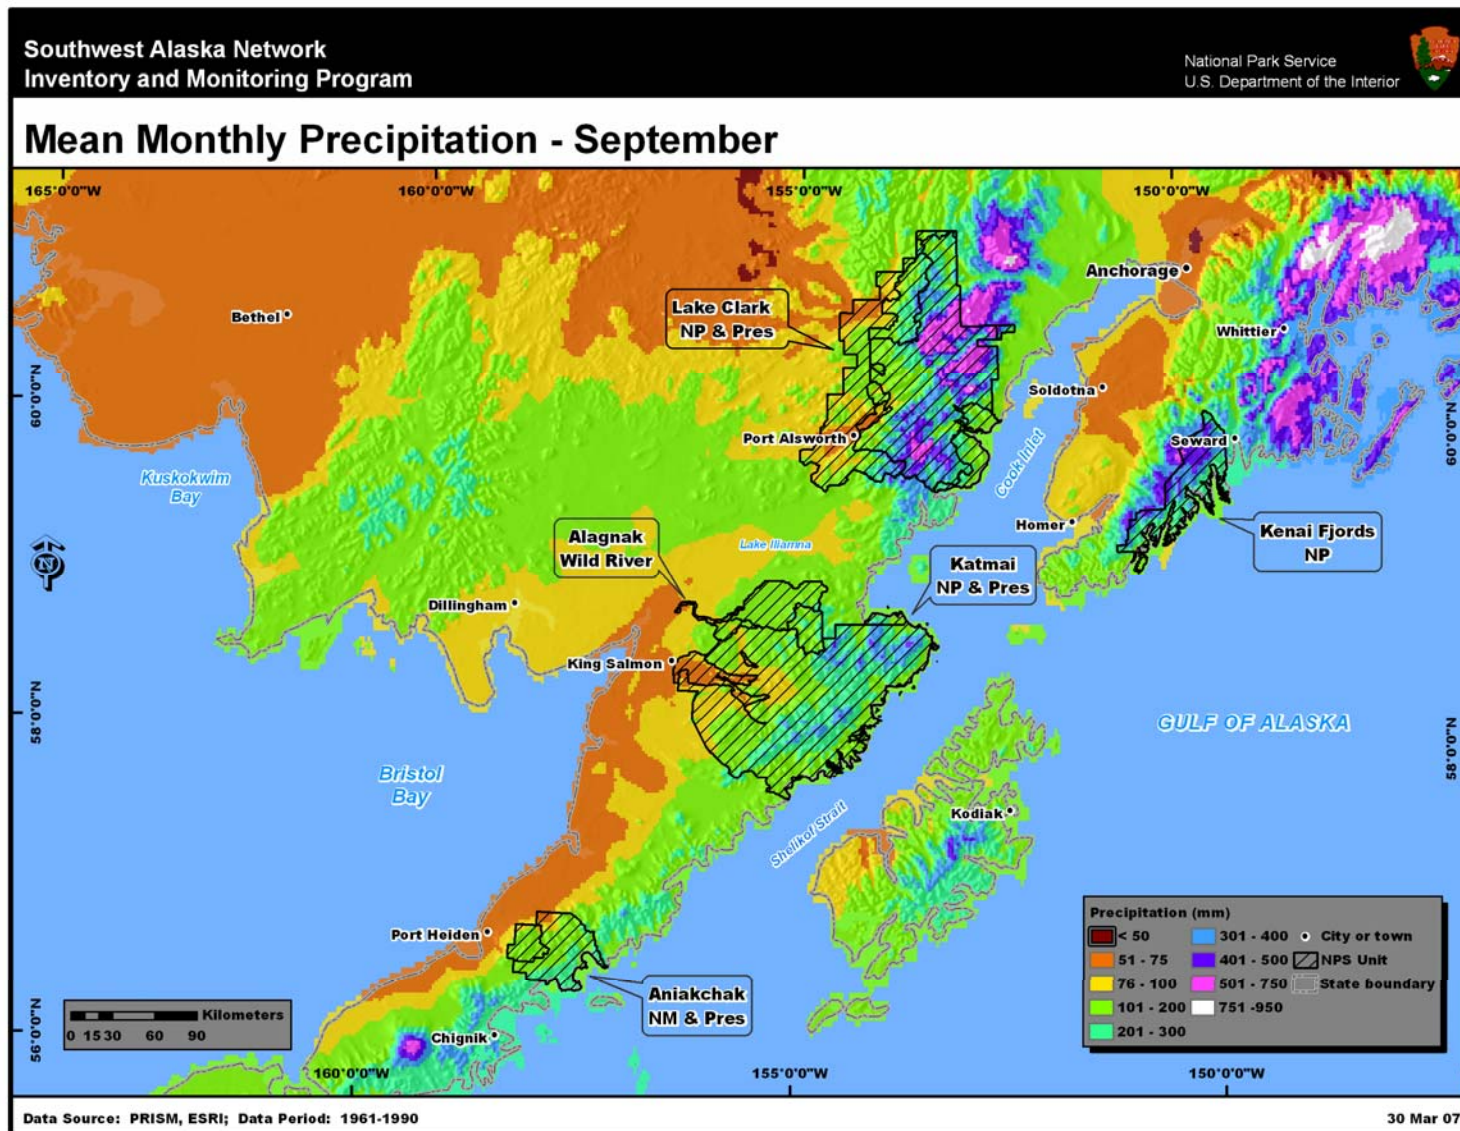 Southwest Alaska Network
Inventory and Monitoring Program
National Park Service
U.S. Department of the Interior
Mean Monthly Precipitation - September
165°0'0"W
160°0'0"W
155°0'0"W
150°0'0"W
Anchorage
Lake Clark
NP & Pres
Bethel
Whittier
60°0'0"N
Soldotna
60°0'0"N
Port Alsworth
Seward
Cook Inlet
Kuskokwim
Bay
Homer
Kenai Fjords
NP
Alagnak
Wild River
Lake Iliamna
Katmai
NP & Pres
N
Dillingham
King Salmon
58°0'0"N
GULF OF ALASKA
58°0'0"N
Bristol
Bay
Kodiak
Shelikof Strait
Port Heiden
Precipitation (mm)
< 50
301 - 400
City or town
51 - 75
401 - 500
NPS Unit
76 - 100
501 - 750
State boundary
101 - 200
751 -950
201 - 300
Aniakchak
NM & Pres
Kilometers
0 15 30 60 90
56°0'0"N
Chignik
56°0'0"N
160°0'0"W
155°0'0"W
150°0'0"W
Data Source: PRISM, ESRI; Data Period: 1961-1990
30 Mar 07